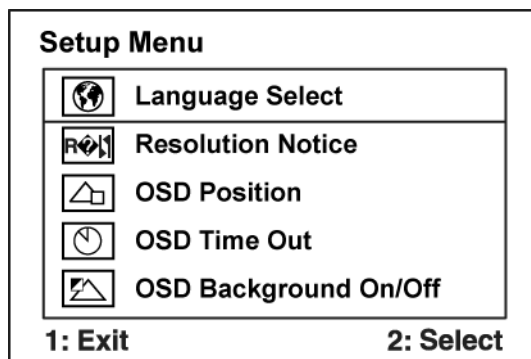 Setup Menu
Language Select
Resolution Notice
OSD Position
OSD Time Out
OSD Background On/Off
1: Exit 2: Select